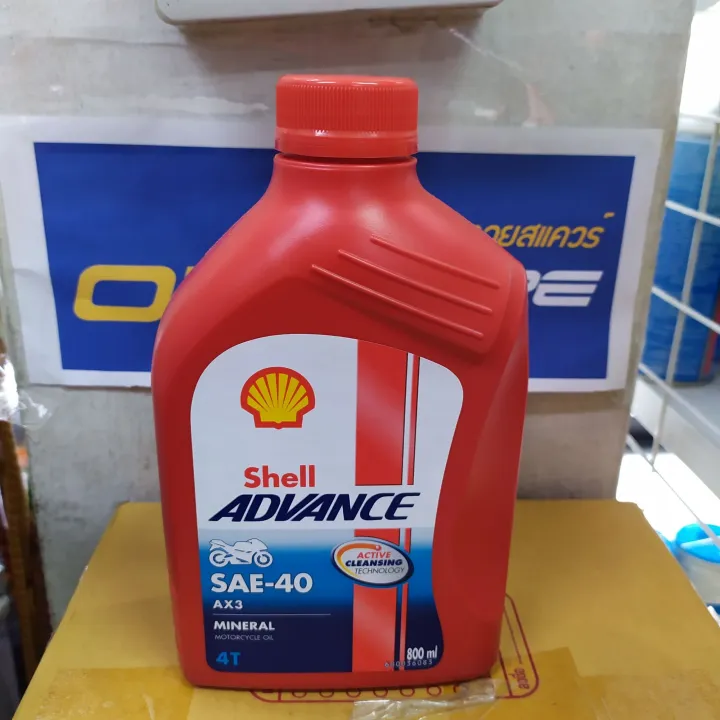 Shell
ADVANCE
ACTIVE
CLEANSING
TECHNOLOGY
SAE-40
AX3
MINERAL
MOTORCYCLE OIL
4T
800 ml